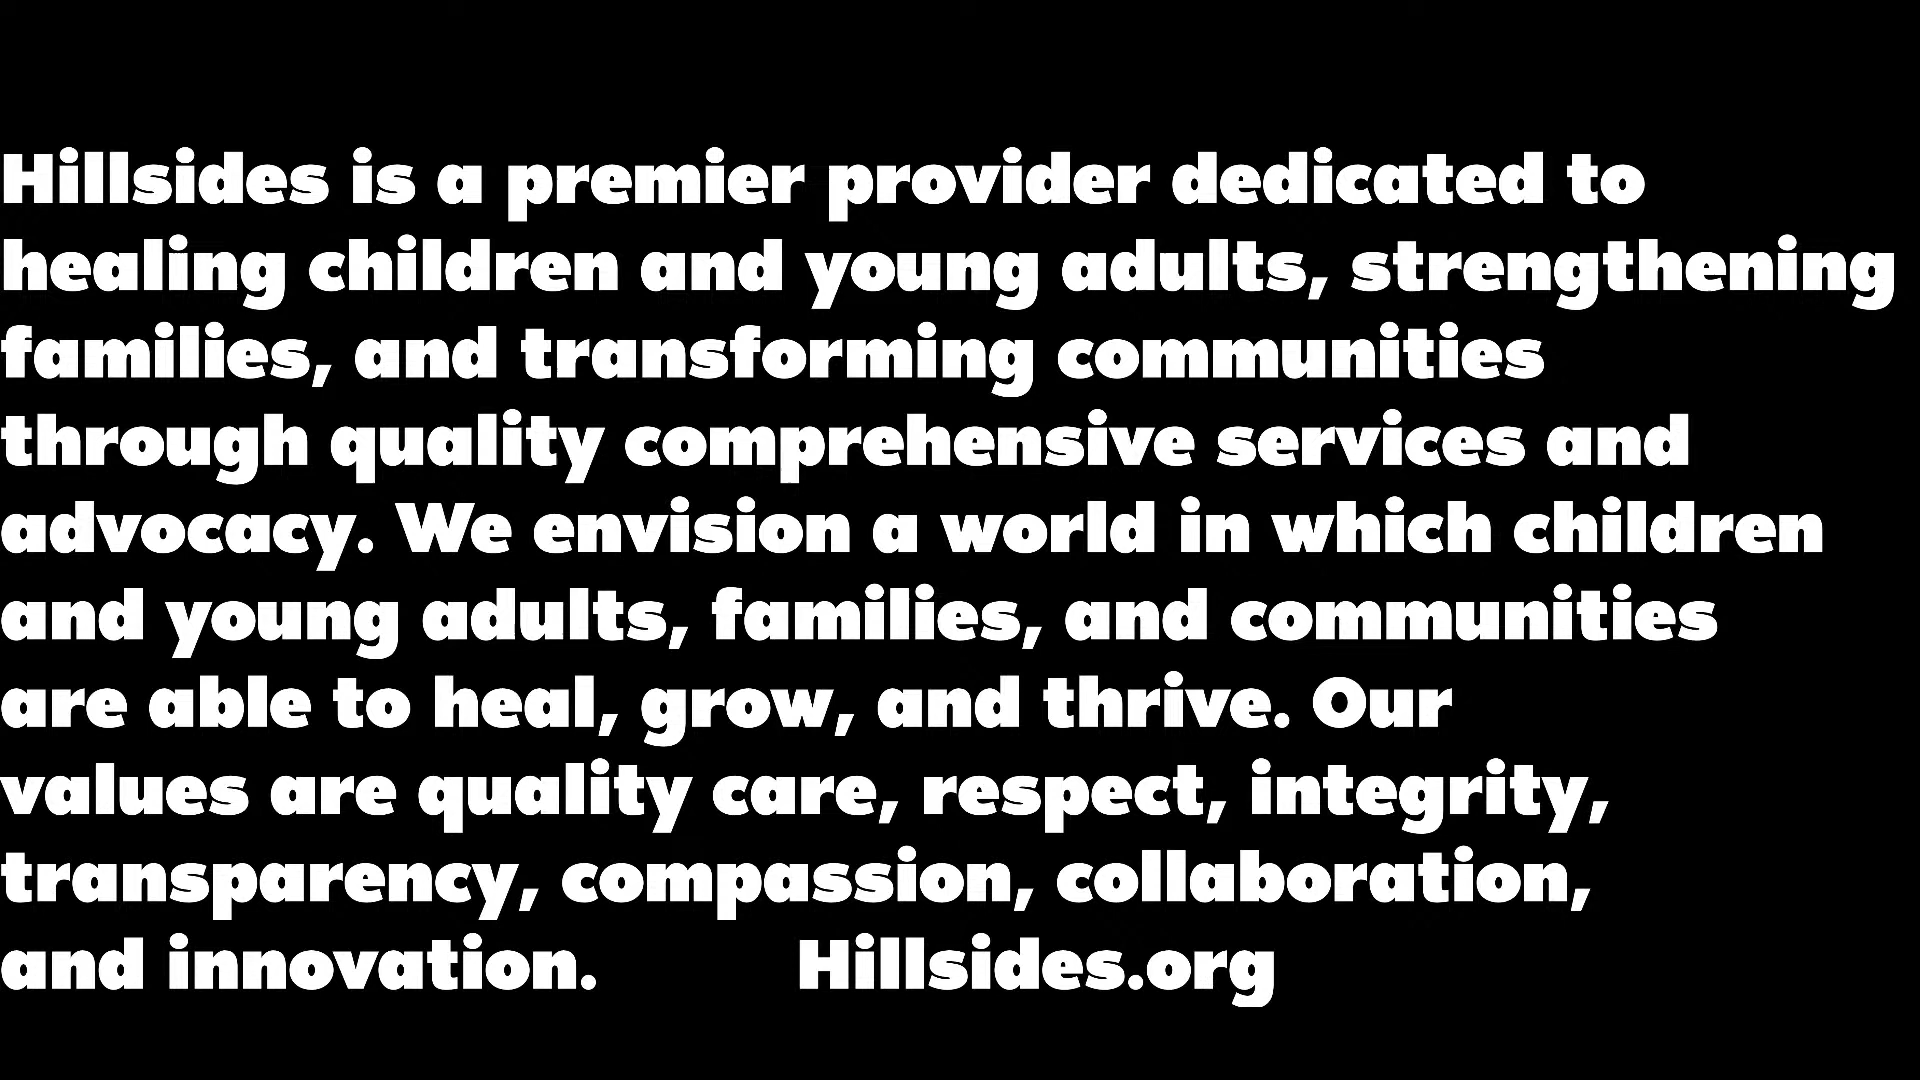 Hillsides is a premier provider dedicated to
healing children and young adults, strengthening
families, and transforming communities
through quality comprehensive services and
advocacy. We envision a world in which children
and young adults, families, and communities
are able to heal, grow, and thrive. Our
values are quality care, respect, integrity,
transparency, compassion, collaboration,
and innovation. Hillsides.org